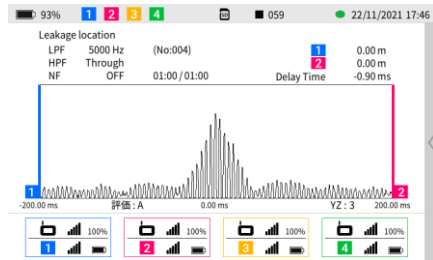 93% 1 2 3 4 059 22/11/2021 17:46
Leakage location
LPF 5000 Hz (No:004) 1 0.00 m
HPF Through 2 0.00 m
NF OFF 01:00 / 01:00 Delay Time -0.90 ms
1 2
-200.00 ms 評価 : A 0.00 ms YZ : 3 200.00 ms
100% 100% 100% 100%
1 2 3 4